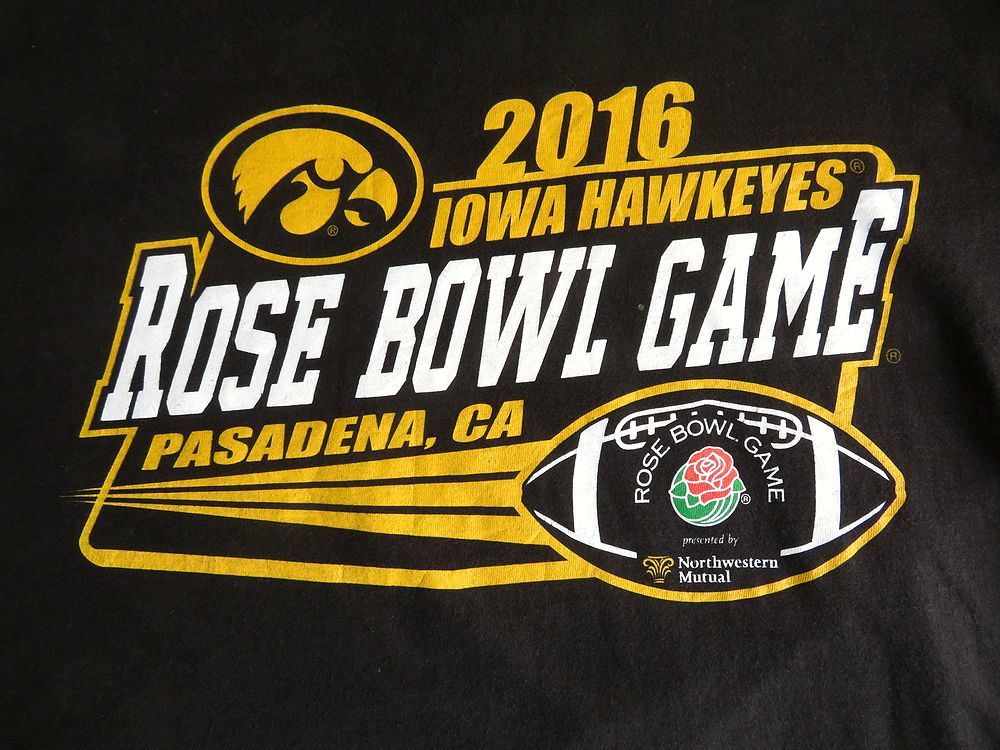 2016
IOWA HAWKEYES®
ROSE BOWL GAME
®
®
PASADENA, CA
ROSE BOWL GAME
®
presented by
Northwestern
Mutual